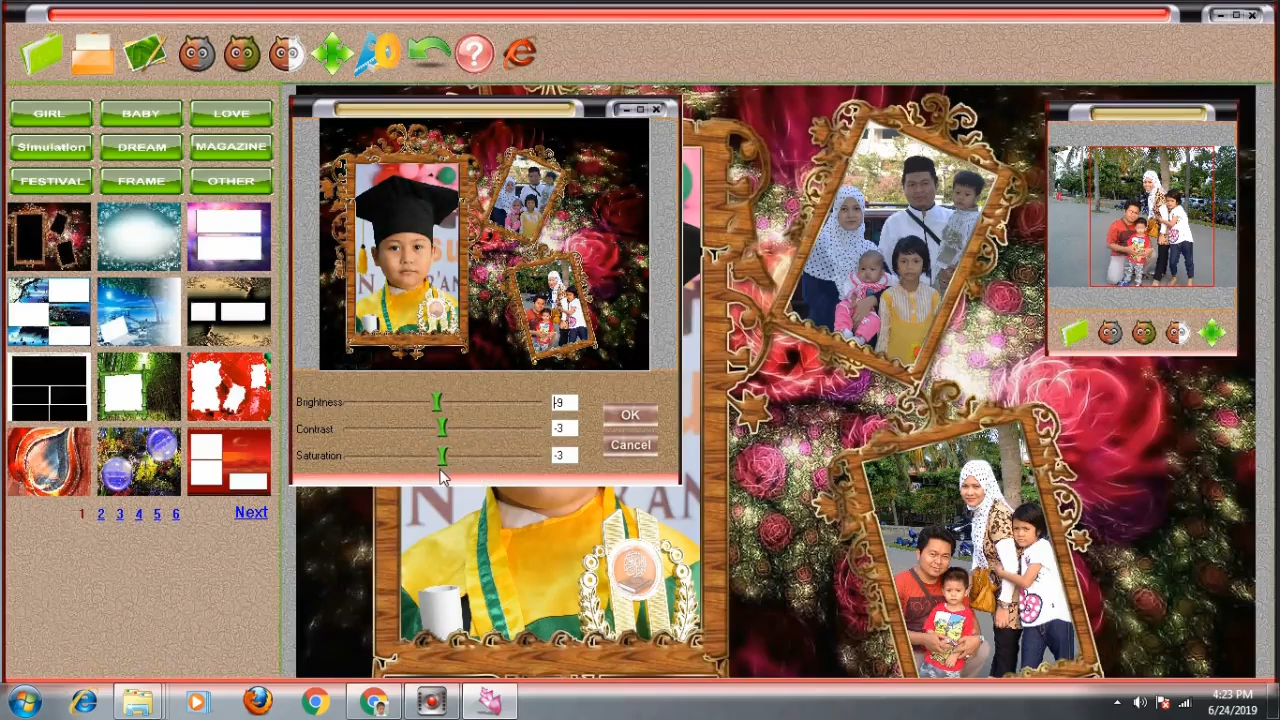 GIRL BABY LOVE
Simulation DREAM MAGAZINE
FESTIVAL FRAME OTHER
1 2 3 4 5 6 Next
Brightness -9
Contrast -3
Saturation -3
OK
Cancel
4:23 PM
6/24/2019